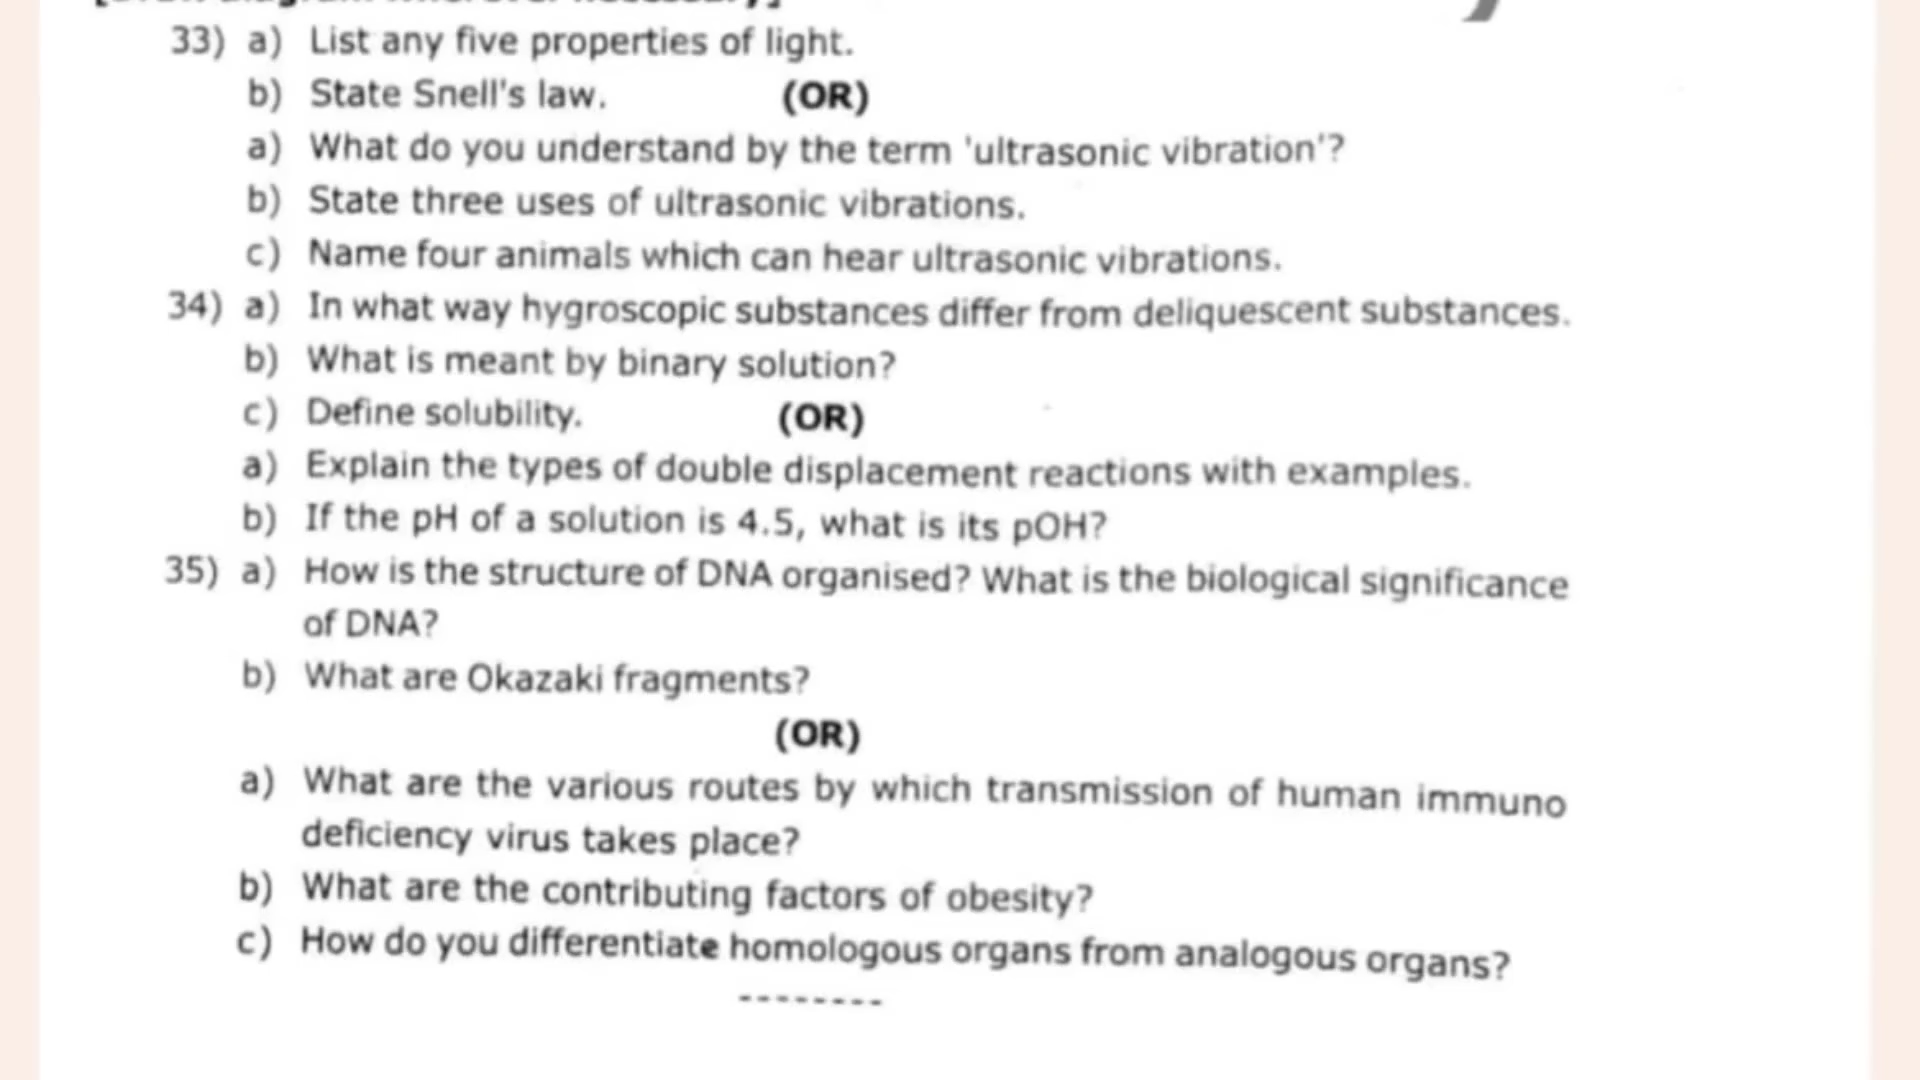 33) a) List any five properties of light.
b) State Snell's law. (OR)
a) What do you understand by the term 'ultrasonic vibration'?
b) State three uses of ultrasonic vibrations.
c) Name four animals which can hear ultrasonic vibrations.
34) a) In what way hygroscopic substances differ from deliquescent substances.
b) What is meant by binary solution?
c) Define solubility. (OR)
a) Explain the types of double displacement reactions with examples.
b) If the pH of a solution is 4.5, what is its pOH?
35) a) How is the structure of DNA organised? What is the biological significance
of DNA?
b) What are Okazaki fragments?
(OR)
a) What are the various routes by which transmission of human immuno
deficiency virus takes place?
b) What are the contributing factors of obesity?
c) How do you differentiate homologous organs from analogous organs?
--------